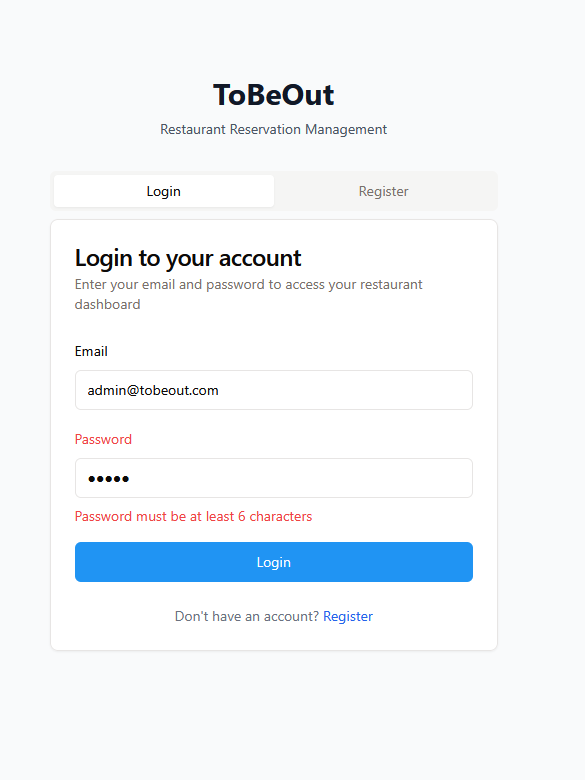 ToBeOut
Restaurant Reservation Management
Login
Register
Login to your account
Enter your email and password to access your restaurant
dashboard
Email
admin@tobeout.com
Password
•••••
Password must be at least 6 characters
Login
Don't have an account? Register